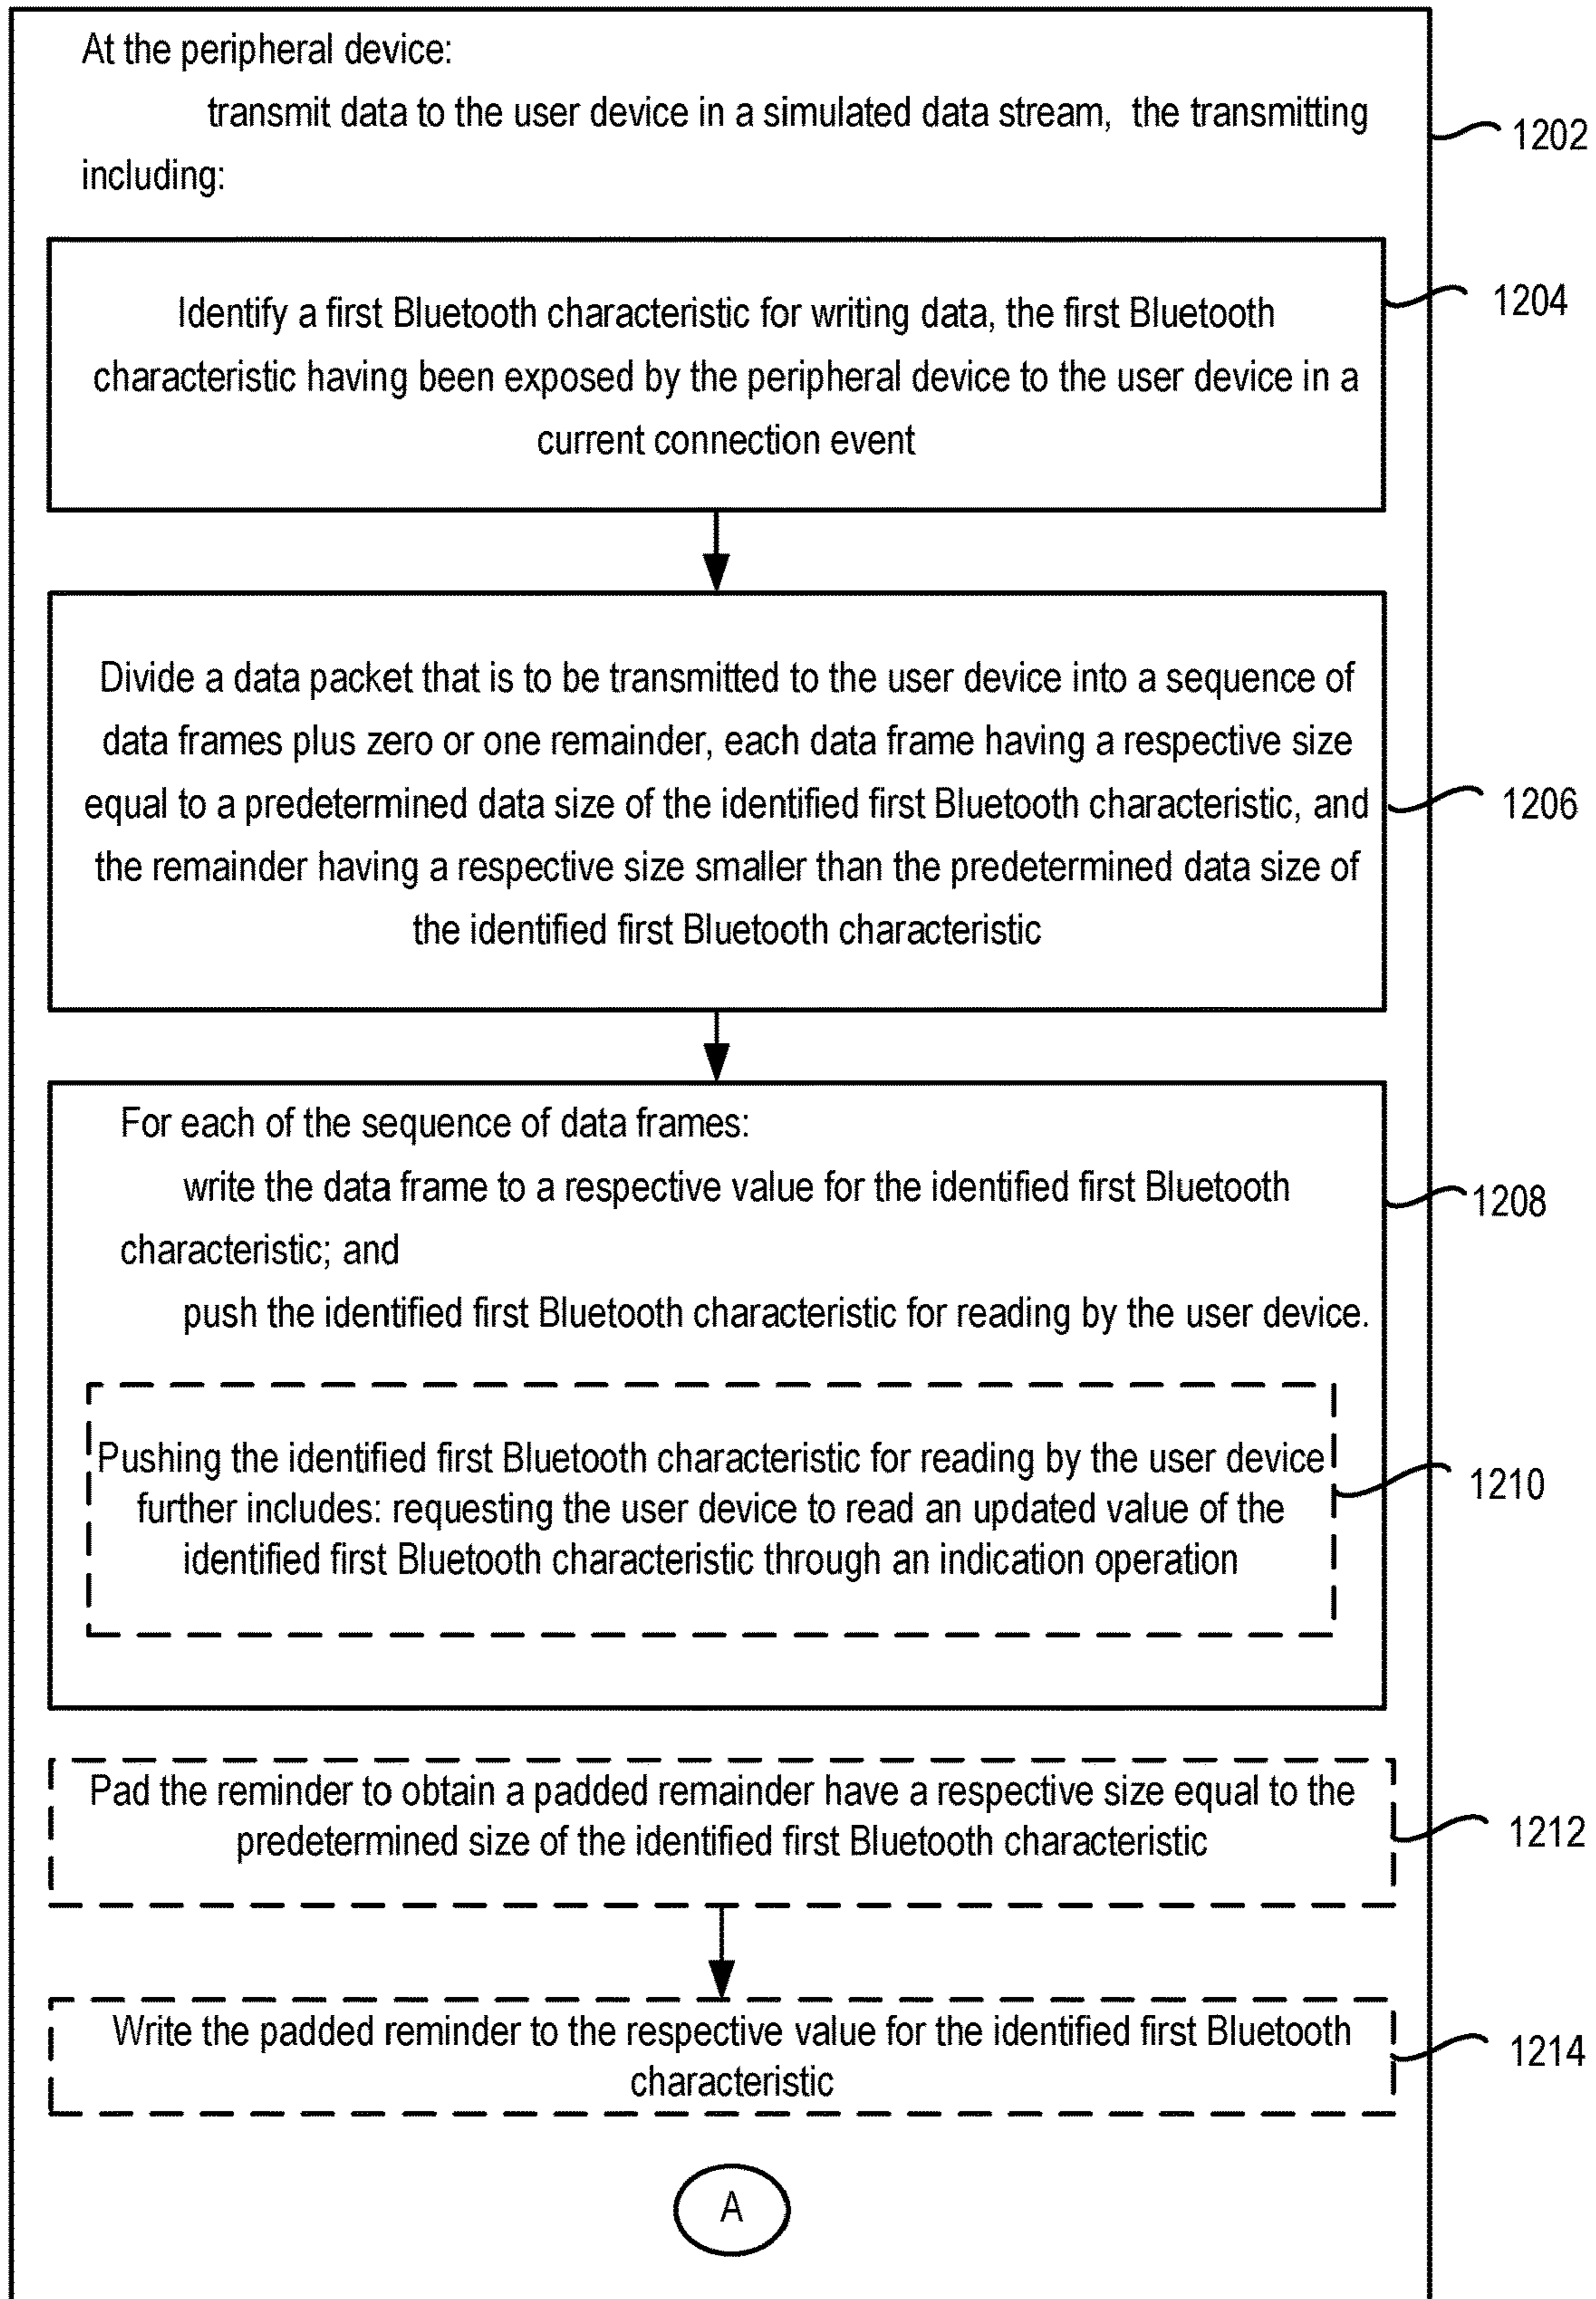 At the peripheral device:
transmit data to the user device in a simulated data stream, the transmitting
including:
1202
Identify a first Bluetooth characteristic for writing data, the first Bluetooth
characteristic having been exposed by the peripheral device to the user device in a
current connection event
1204
Divide a data packet that is to be transmitted to the user device into a sequence of
data frames plus zero or one remainder, each data frame having a respective size
equal to a predetermined data size of the identified first Bluetooth characteristic, and
the remainder having a respective size smaller than the predetermined data size of
the identified first Bluetooth characteristic
1206
For each of the sequence of data frames:
write the data frame to a respective value for the identified first Bluetooth
characteristic; and
push the identified first Bluetooth characteristic for reading by the user device.
1208
Pushing the identified first Bluetooth characteristic for reading by the user device
further includes: requesting the user device to read an updated value of the
identified first Bluetooth characteristic through an indication operation
1210
Pad the reminder to obtain a padded remainder have a respective size equal to the
predetermined size of the identified first Bluetooth characteristic
1212
Write the padded reminder to the respective value for the identified first Bluetooth
characteristic
1214
A